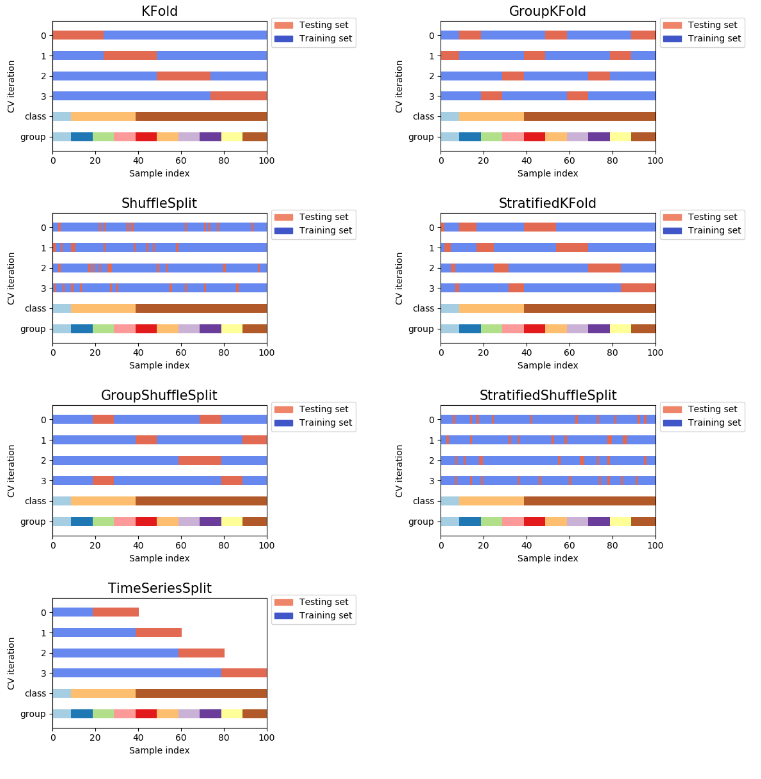 KFold
Testing set
Training set
CV iteration
0
1
2
3
class
group
0 20 40 60 80 100
Sample index
GroupKFold
Testing set
Training set
CV iteration
0
1
2
3
class
group
0 20 40 60 80 100
Sample index
ShuffleSplit
Testing set
Training set
CV iteration
0
1
2
3
class
group
0 20 40 60 80 100
Sample index
StratifiedKFold
Testing set
Training set
CV iteration
0
1
2
3
class
group
0 20 40 60 80 100
Sample index
GroupShuffleSplit
Testing set
Training set
CV iteration
0
1
2
3
class
group
0 20 40 60 80 100
Sample index
StratifiedShuffleSplit
Testing set
Training set
CV iteration
0
1
2
3
class
group
0 20 40 60 80 100
Sample index
TimeSeriesSplit
Testing set
Training set
CV iteration
0
1
2
3
class
group
0 20 40 60 80 100
Sample index